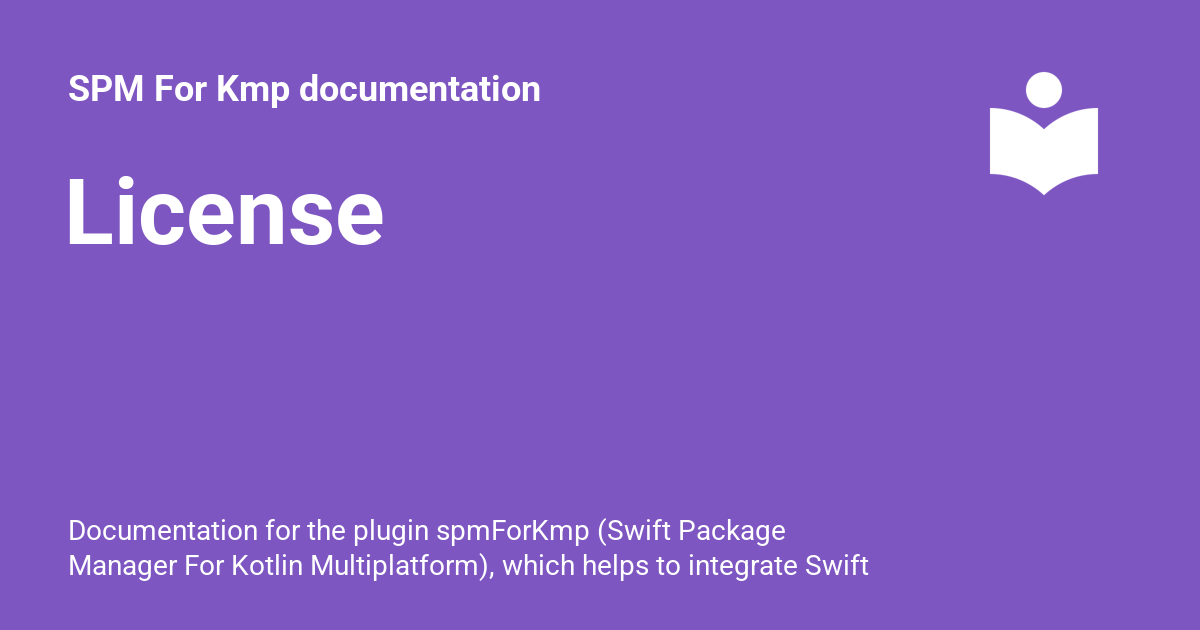 SPM For Kmp documentation
License
Documentation for the plugin spmForKmp (Swift Package
Manager For Kotlin Multiplatform), which helps to integrate Swift